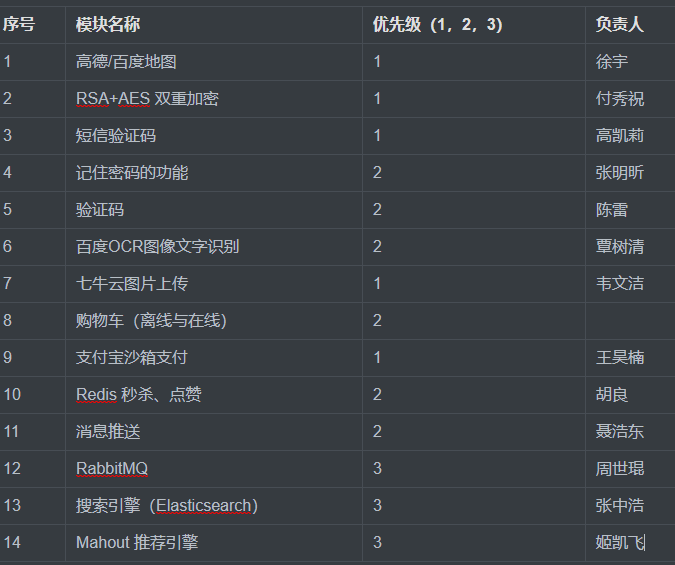 序号 模块名称 优先级（1，2，3） 负责人
1 高德/百度地图 1 徐宇
2 RSA+AES 双重加密 1 付秀祝
3 短信验证码 1 高凯莉
4 记住密码的功能 2 张明昕
5 验证码 2 陈雷
6 百度OCR图像文字识别 2 覃树清
7 七牛云图片上传 1 韦文洁
8 购物车（离线与在线） 2
9 支付宝沙箱支付 1 王昊楠
10 Redis 秒杀、点赞 2 胡良
11 消息推送 2 聂浩东
12 RabbitMQ 3 周世琨
13 搜索引擎（Elasticsearch） 3 张中浩
14 Mahout 推荐引擎 3 姬凯飞